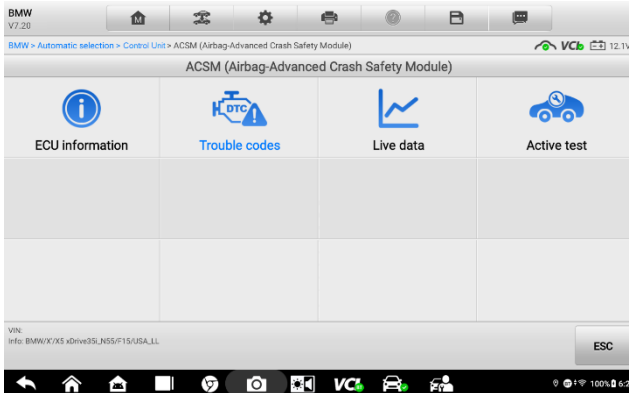 BMW
V7.20
M
BMW > Automatic selection > Control Unit > ACSM (Airbag-Advanced Crash Safety Module)
VCI 12.1V
ACSM (Airbag-Advanced Crash Safety Module)
i
DTC
ECU information
Trouble codes
Live data
Active test
VIN:
Info: BMW/X'/X5 xDrive35i_N55/F15/USA_LL
ESC
VCI
100%
6:2